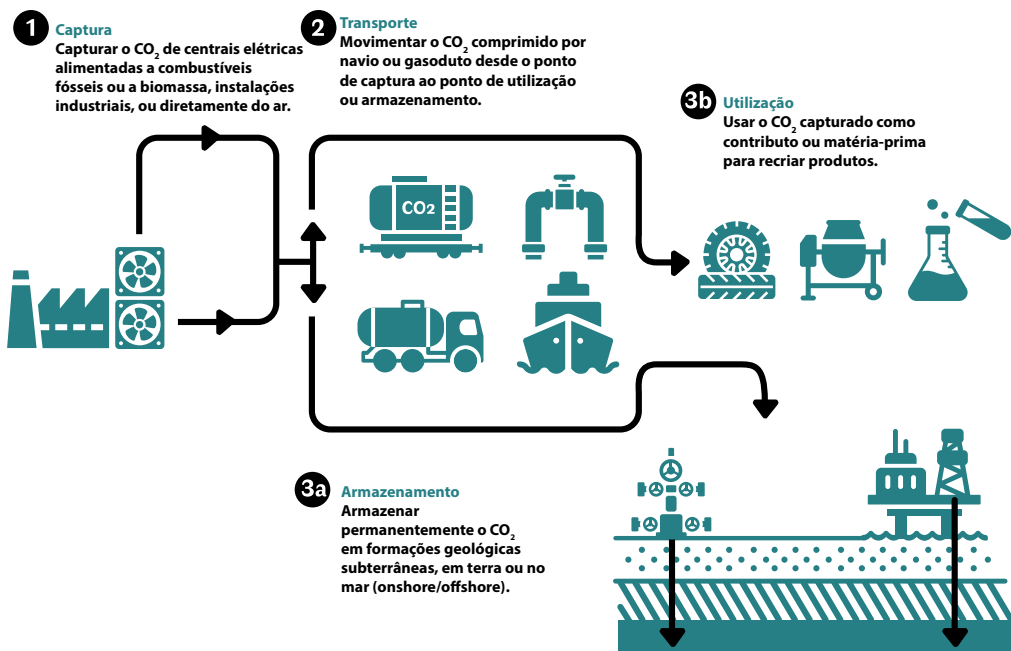 1
Captura
Capturar o CO₂ de centrais elétricas
alimentadas a combustíveis
fósseis ou a biomassa, instalações
industriais, ou diretamente do ar.
2
Transporte
Movimentar o CO₂ comprimido por
navio ou gasoduto desde o ponto
de captura ao ponto de utilização
ou armazenamento.
3b
Utilização
Usar o CO₂ capturado como
contributo ou matéria-prima
para recriar produtos.
CO2
3a
Armazenamento
Armazenar
permanentemente o CO₂
em formações geológicas
subterrâneas, em terra ou no
mar (onshore/offshore).